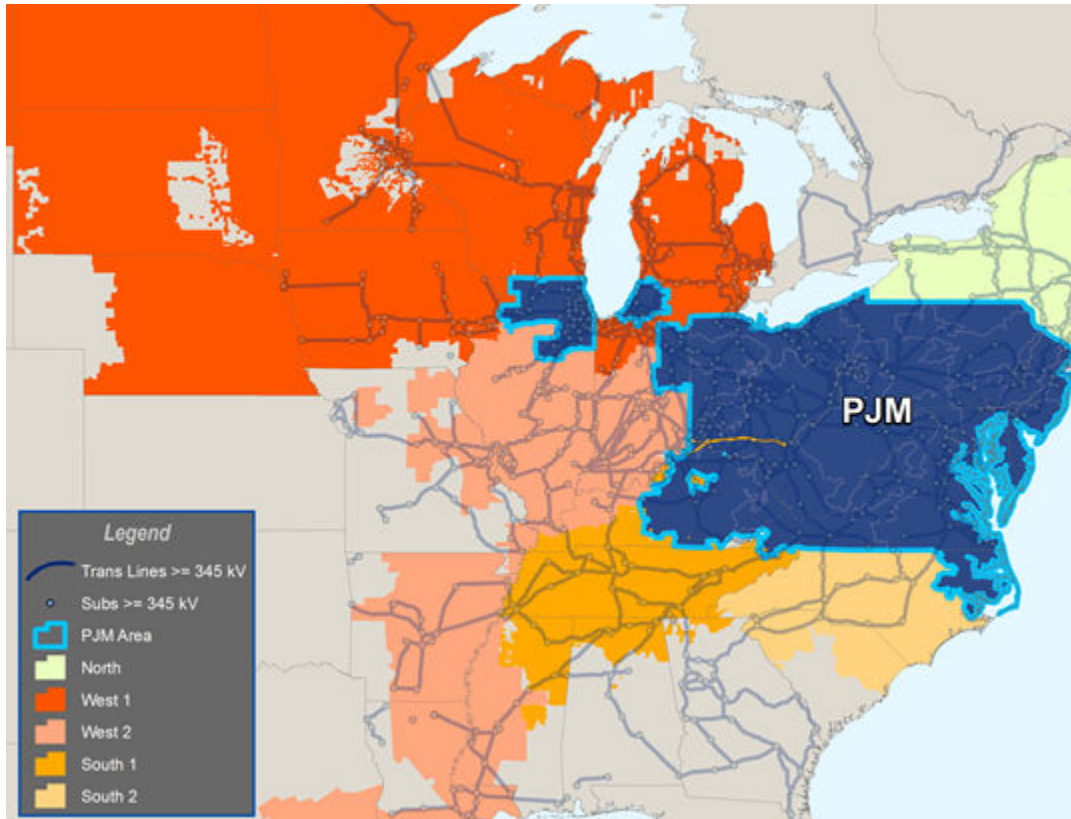 PJM
Legend
Trans Lines >= 345 kV
Subs >= 345 kV
PJM Area
North
West 1
West 2
South 1
South 2